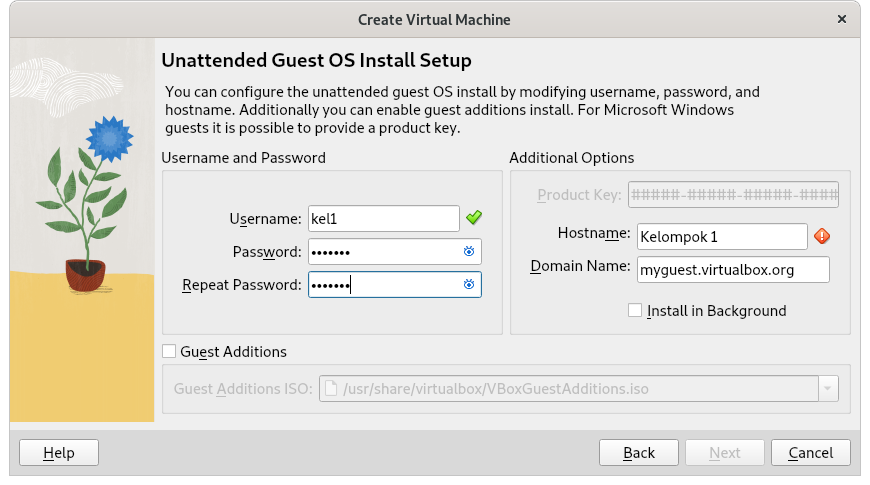 Create Virtual Machine
Unattended Guest OS Install Setup
You can configure the unattended guest OS install by modifying username, password, and
hostname. Additionally you can enable guest additions install. For Microsoft Windows
guests it is possible to provide a product key.
Username and Password
Username: kel1
Password: •••••••
Repeat Password: •••••••
Additional Options
Product Key: #####-#####-#####-####
Hostname: Kelompok 1
Domain Name: myguest.virtualbox.org
Install in Background
Guest Additions
Guest Additions ISO: /usr/share/virtualbox/VBoxGuestAdditions.iso
Help
Back
Next
Cancel